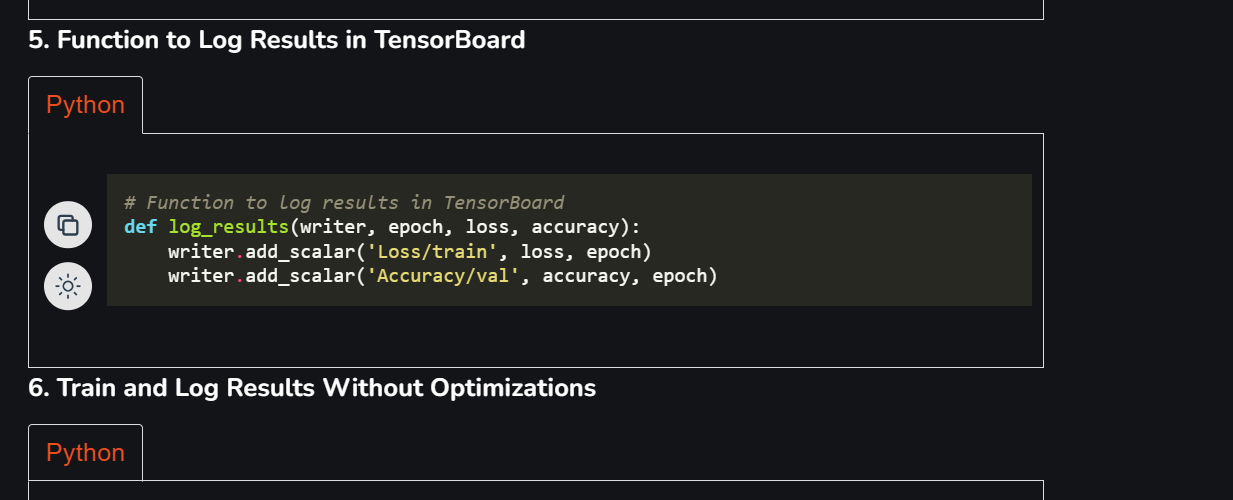 5. Function to Log Results in TensorBoard
Python
# Function to log results in TensorBoard
def log_results(writer, epoch, loss, accuracy):
    writer.add_scalar('Loss/train', loss, epoch)
    writer.add_scalar('Accuracy/val', accuracy, epoch)
6. Train and Log Results Without Optimizations
Python